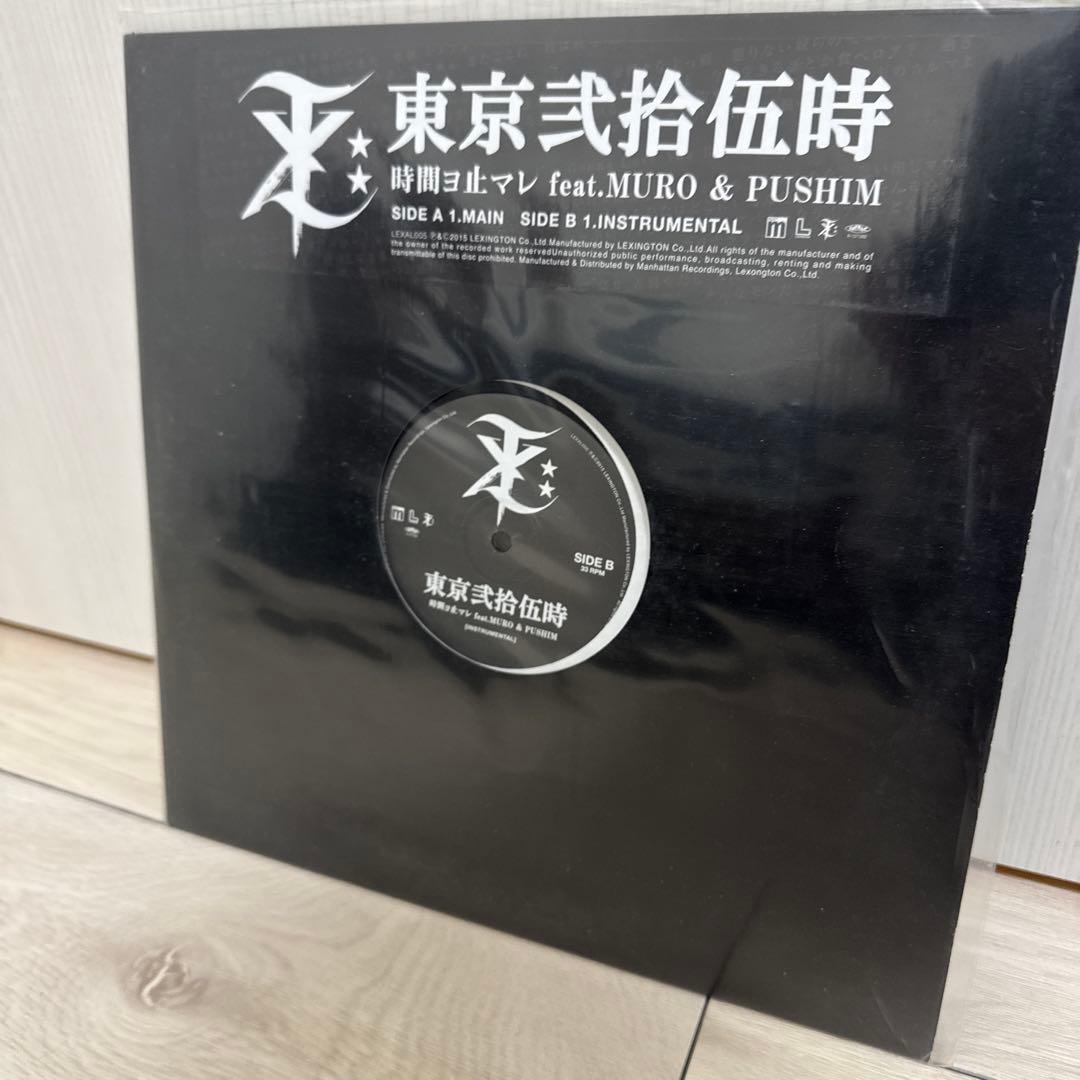 東京弐拾伍時
時間ヨ止マレ feat.MURO & PUSHIM
SIDE A 1.MAIN SIDE B 1.INSTRUMENTAL
LEXAL005 ℗&©2015 LEXINGTON Co.,Ltd.Manufactured by LEXINGTON Co.,Ltd.All rights of the manufacturer and of
the owner of the recorded work reservedUnauthorized public performance, broadcasting, renting and making
transmittable of this disc prohibited. Manufactured & Distributed by Manhattan Recordings, Lexongton Co.,Ltd.
SIDE B
33 RPM
東京弐拾伍時
時間ヨ止マレ feat.MURO & PUSHIM
[INSTRUMENTAL]